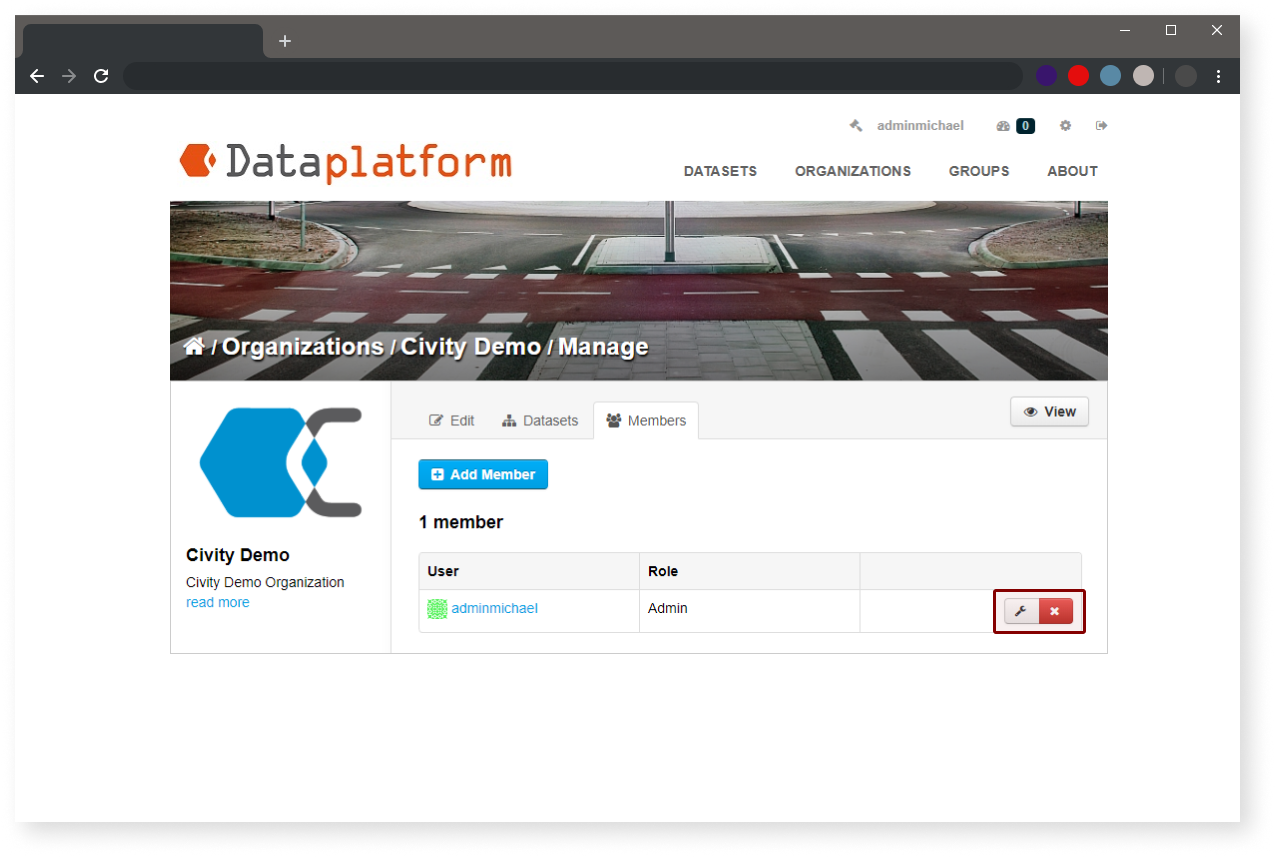 adminmichael 0
Dataplatform
DATASETS ORGANIZATIONS GROUPS ABOUT
/ Organizations / Civity Demo / Manage
Edit Datasets Members View
Add Member
1 member
Civity Demo
Civity Demo Organization
read more
User Role
adminmichael Admin